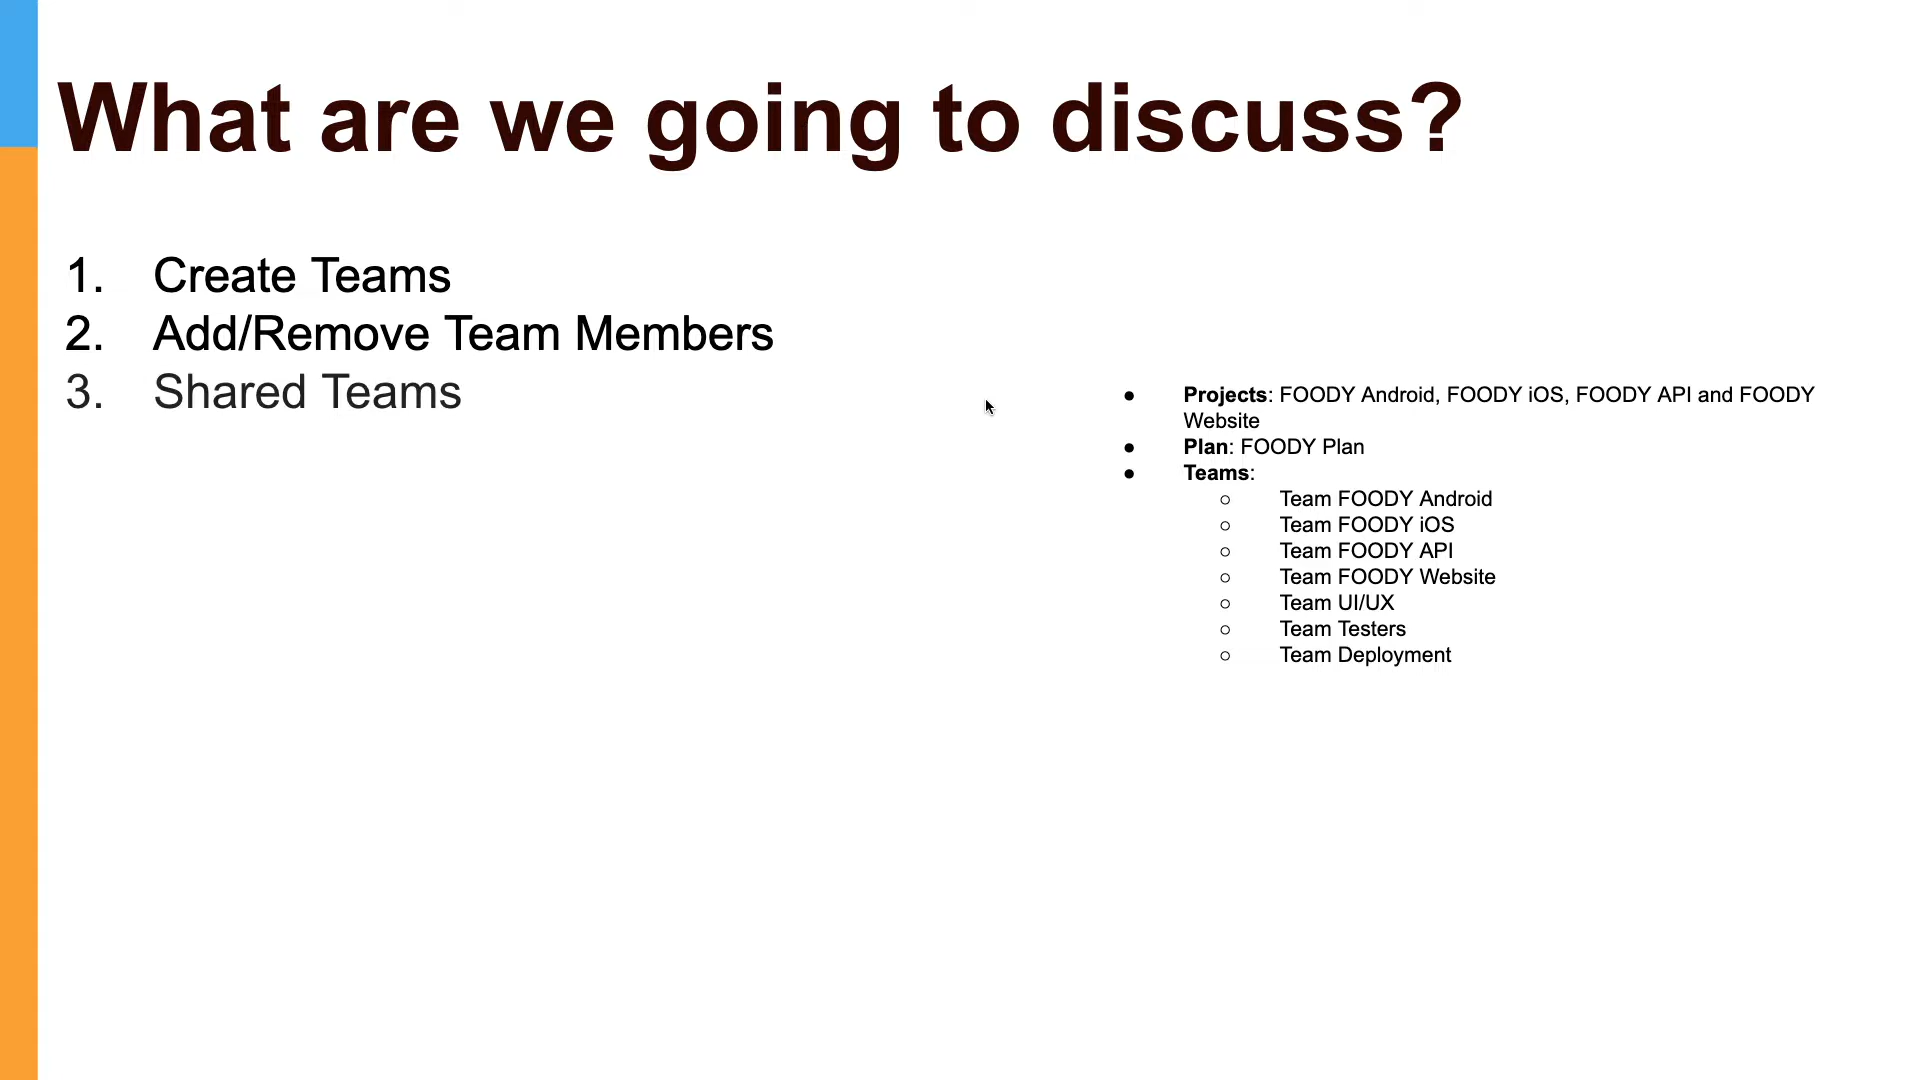 What are we going to discuss?
1. Create Teams
2. Add/Remove Team Members
3. Shared Teams
● Projects: FOODY Android, FOODY iOS, FOODY API and FOODY
Website
● Plan: FOODY Plan
● Teams:
○ Team FOODY Android
○ Team FOODY iOS
○ Team FOODY API
○ Team FOODY Website
○ Team UI/UX
○ Team Testers
○ Team Deployment